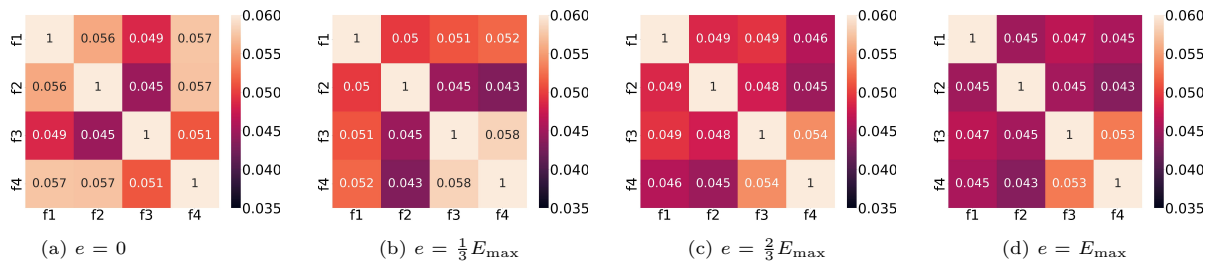 f1 1 0.056 0.049 0.057
f2 0.056 1 0.045 0.057
f3 0.049 0.045 1 0.051
f4 0.057 0.057 0.051 1
f1 f2 f3 f4
0.060
0.055
0.050
0.045
0.040
0.035
(a) e = 0
f1 1 0.05 0.051 0.052
f2 0.05 1 0.045 0.043
f3 0.051 0.045 1 0.058
f4 0.052 0.043 0.058 1
f1 f2 f3 f4
0.060
0.055
0.050
0.045
0.040
0.035
(b) e = 1/3 Emax
f1 1 0.049 0.049 0.046
f2 0.049 1 0.048 0.045
f3 0.049 0.048 1 0.054
f4 0.046 0.045 0.054 1
f1 f2 f3 f4
0.060
0.055
0.050
0.045
0.040
0.035
(c) e = 2/3 Emax
f1 1 0.045 0.047 0.045
f2 0.045 1 0.045 0.043
f3 0.047 0.045 1 0.053
f4 0.045 0.043 0.053 1
f1 f2 f3 f4
0.060
0.055
0.050
0.045
0.040
0.035
(d) e = Emax